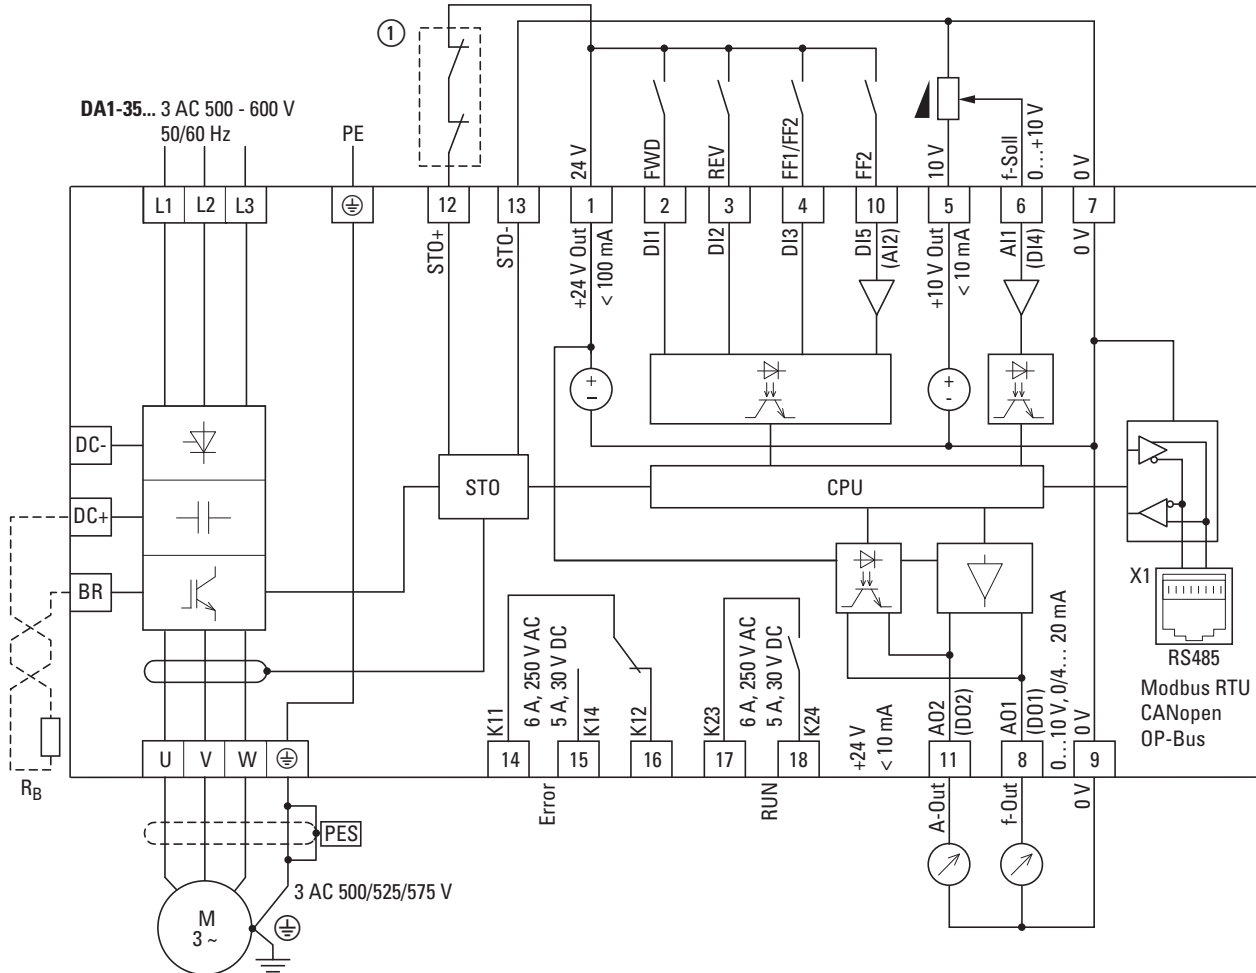 1
DA1-35... 3 AC 500 - 600 V
50/60 Hz
PE
24 V
FWD
REV
FF1/FF2
FF2
10 V
f-Soll
0...+10 V
0 V
L1
L2
L3
12
13
1
2
3
4
10
5
6
7
STO+
STO-
+24 V Out
< 100 mA
DI1
DI2
DI3
DI5
(AI2)
+10 V Out
< 10 mA
AI1
(DI4)
0 V
+
–
+
-
DC-
DC+
BR
STO
CPU
X1
RS485
Modbus RTU
CANopen
OP-Bus
RB
K11
6 A, 250 V AC
5 A, 30 V DC
K14
K12
K23
6 A, 250 V AC
5 A, 30 V DC
K24
+24 V
< 10 mA
AO2
(DO2)
AO1
(DO1)
0...10 V, 0/4... 20 mA
0 V
U
V
W
14
15
16
17
18
11
8
9
Error
RUN
A-Out
f-Out
0 V
PES
3 AC 500/525/575 V
M
3 ~